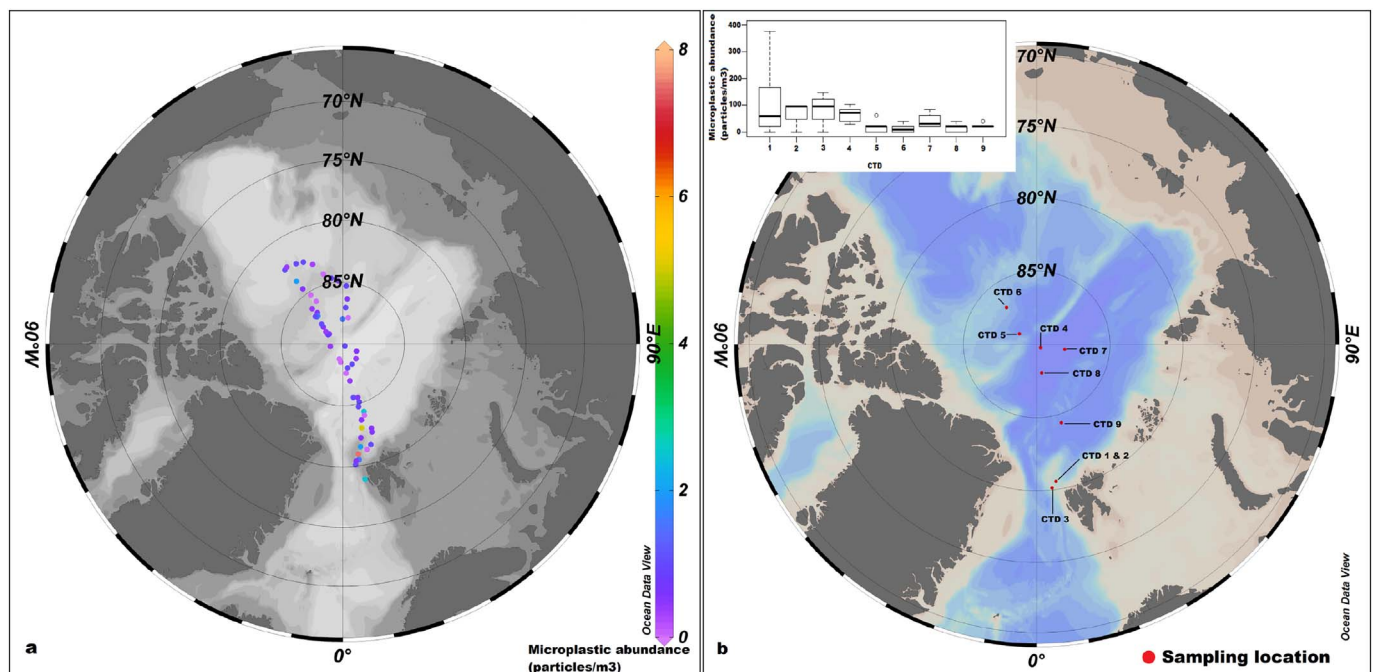 70°N
75°N
80°N
85°N
90°W
90°E
0°
8
6
4
2
0
Ocean Data View
Microplastic abundance
(particles/m3)
a
Microplastic abundance
(particles/m3)
400
300
200
100
0
1 2 3 4 5 6 7 8 9
CTD
70°N
75°N
80°N
85°N
CTD 6
CTD 5
CTD 4
CTD 7
CTD 8
CTD 9
CTD 1 & 2
CTD 3
90°E
0°
Ocean Data View
Sampling location
b